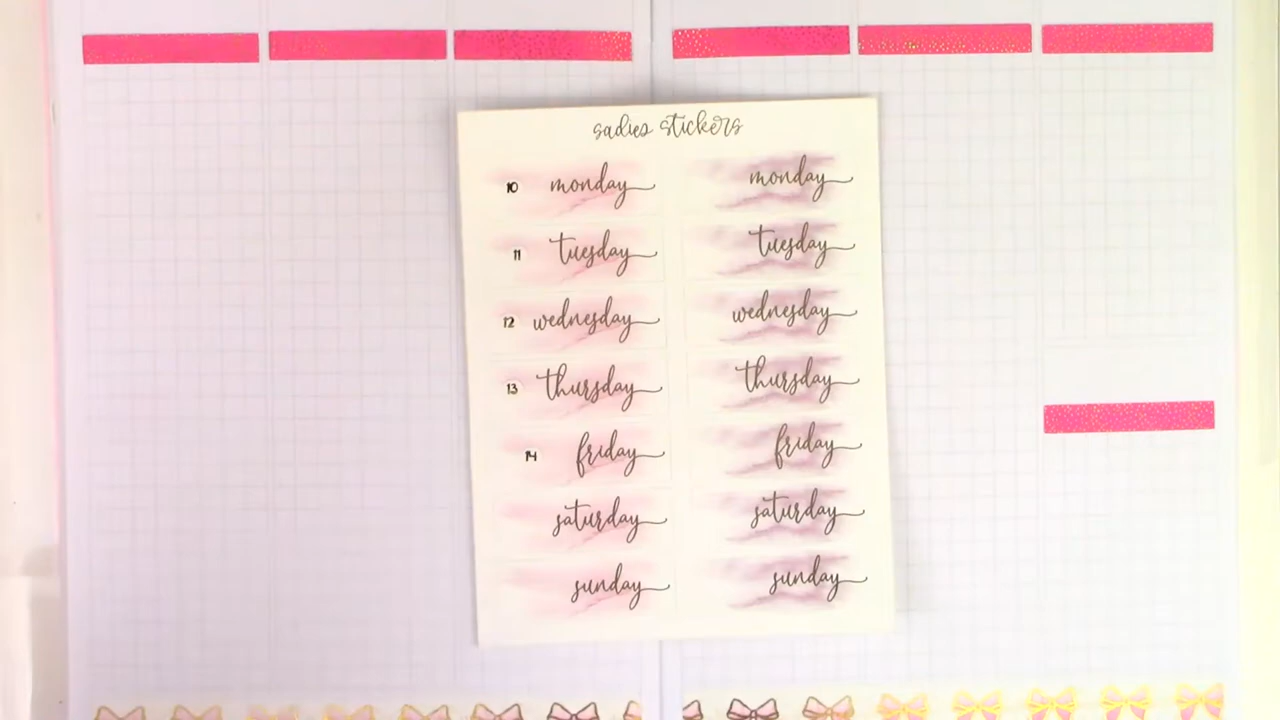 sadies stickers
10 monday monday
11 tuesday tuesday
12 wednesday wednesday
13 thursday thursday
14 friday friday
saturday saturday
sunday sunday